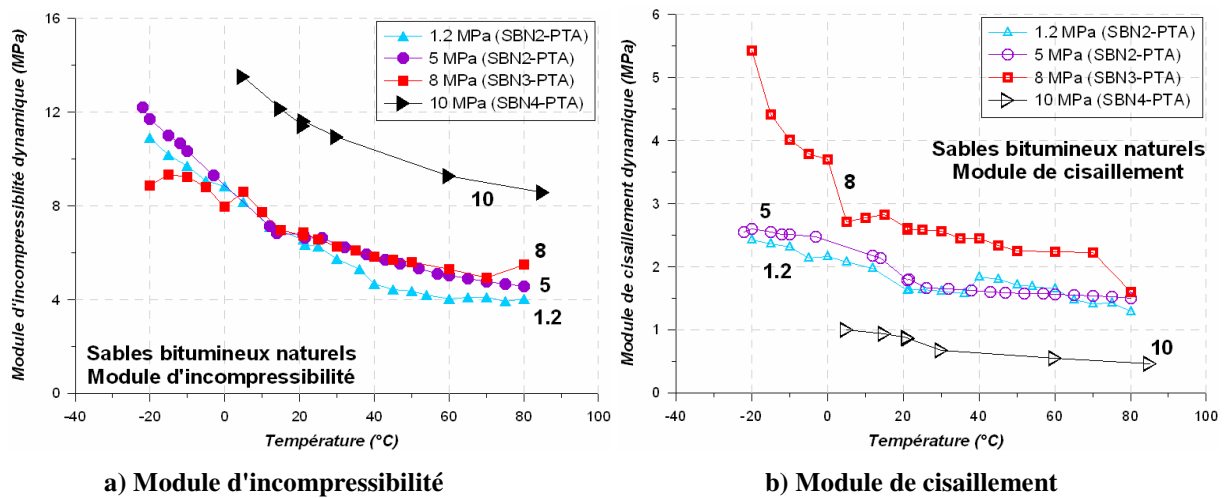 Module d'incompressiblité dynamique (MPa)
16
12
8
4
0
1.2 MPa (SBN2-PTA)
5 MPa (SBN2-PTA)
8 MPa (SBN3-PTA)
10 MPa (SBN4-PTA)
10
8
5
1.2
Sables bitumineux naturels
Module d'incompressibilité
-40 -20 0 20 40 60 80 100
Température (°C)
a) Module d'incompressibilité
Module de cisaillement dynamique (MPa)
6
5
4
3
2
1
0
1.2 MPa (SBN2-PTA)
5 MPa (SBN2-PTA)
8 MPa (SBN3-PTA)
10 MPa (SBN4-PTA)
Sables bitumineux naturels
Module de cisaillement
8
5
1.2
10
-40 -20 0 20 40 60 80 100
Température (°C)
b) Module de cisaillement